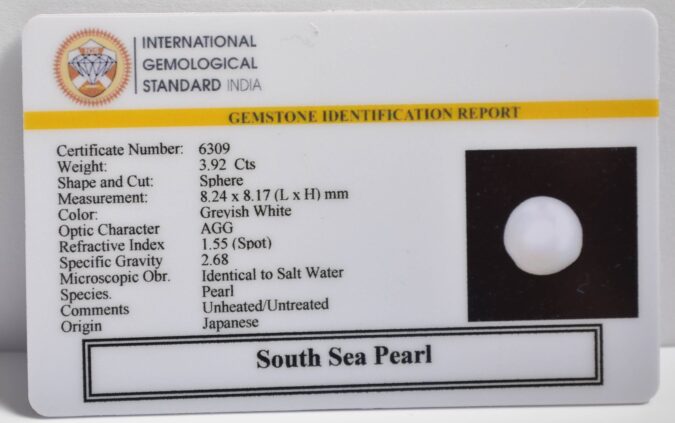 INTERNATIONAL
GEMOLOGICAL
STANDARD INDIA
GEMSTONE IDENTIFICATION REPORT
Certificate Number: 6309
Weight: 3.92 Cts
Shape and Cut: Sphere
Measurement: 8.24 x 8.17 (L x H) mm
Color: Greyish White
Optic Character AGG
Refractive Index 1.55 (Spot)
Specific Gravity 2.68
Microscopic Obr. Identical to Salt Water
Species. Pearl
Comments Unheated/Untreated
Origin Japanese
South Sea Pearl